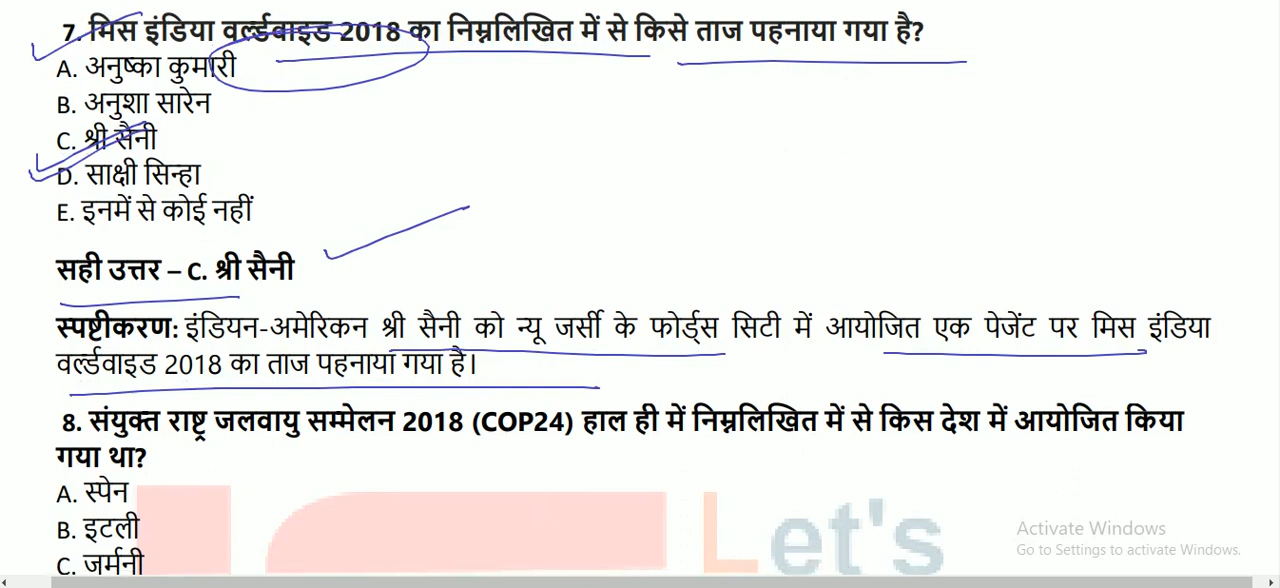 7. मिस इंडिया वर्ल्डवाइड 2018 का निम्नलिखित में से किसे ताज पहनाया गया है?
A. अनुष्का कुमारी
B. अनुशा सारेन
C. श्री सैनी
D. साक्षी सिन्हा
E. इनमें से कोई नहीं
सही उत्तर – C. श्री सैनी
स्पष्टीकरण: इंडियन-अमेरिकन श्री सैनी को न्यू जर्सी के फोर्ड्स सिटी में आयोजित एक पेजेंट पर मिस इंडिया
वर्ल्डवाइड 2018 का ताज पहनाया गया है।
8. संयुक्त राष्ट्र जलवायु सम्मेलन 2018 (COP24) हाल ही में निम्नलिखित में से किस देश में आयोजित किया
गया था?
A. स्पेन
B. इटली
C. जर्मनी
Let's
Activate Windows
Go to Settings to activate Windows.